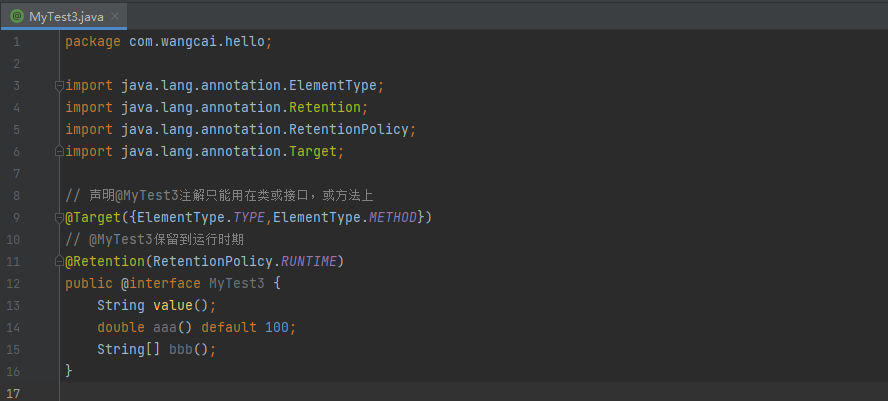 MyTest3.java
1 package com.wangcai.hello;
2
3 import java.lang.annotation.ElementType;
4 import java.lang.annotation.Retention;
5 import java.lang.annotation.RetentionPolicy;
6 import java.lang.annotation.Target;
7
8 // 声明@MyTest3注解只能用在类或接口，或方法上
9 @Target({ElementType.TYPE,ElementType.METHOD})
10 // @MyTest3保留到运行时期
11 @Retention(RetentionPolicy.RUNTIME)
12 public @interface MyTest3 {
13     String value();
14     double aaa() default 100;
15     String[] bbb();
16 }
17